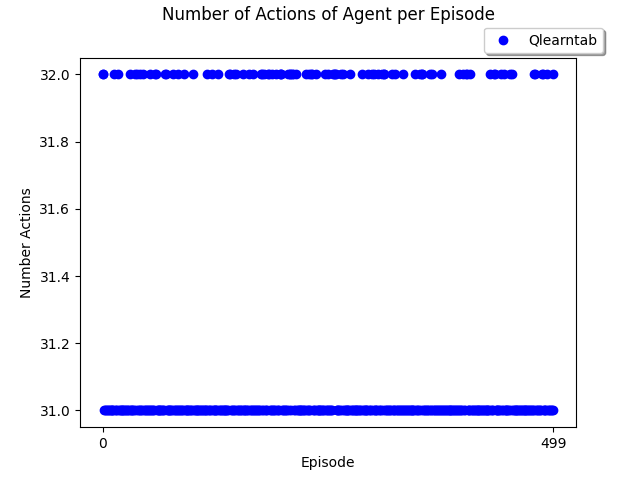 Number of Actions of Agent per Episode
Qlearntab
32.0
31.8
31.6
31.4
31.2
31.0
Number Actions
0
499
Episode